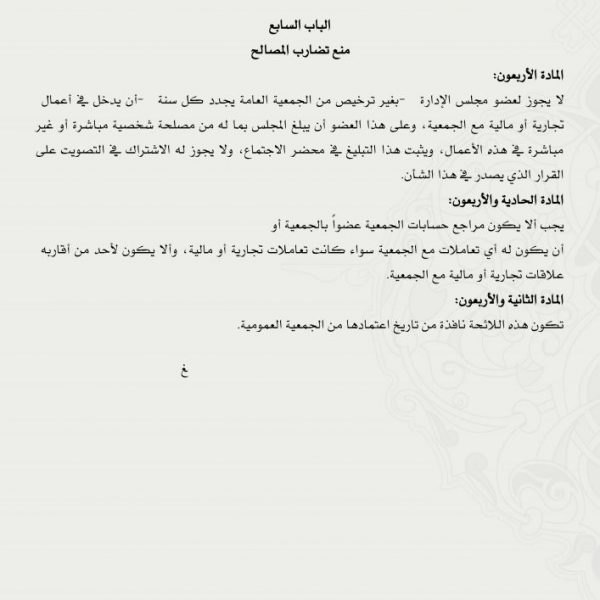 الباب السابع
منع تضارب المصالح
المادة الأربعون:
لا يجوز لعضو مجلس الإدارة -بغير ترخيص من الجمعية العامة يجدد كل سنة -أن يدخل في أعمال
تجارية أو مالية مع الجمعية، وعلى هذا العضو أن يبلغ المجلس بما له من مصلحة شخصية مباشرة أو غير
مباشرة في هذه الأعمال، ويثبت هذا التبليغ في محضر الاجتماع، ولا يجوز له الاشتراك في التصويت على
القرار الذي يصدر في هذا الشأن.
المادة الحادية والأربعون:
يجب ألا يكون مراجع حسابات الجمعية عضواً بالجمعية أو
أن يكون له أي تعاملات مع الجمعية سواء كانت تعاملات تجارية أو مالية، وألا يكون لأحد من أقاربه
علاقات تجارية أو مالية مع الجمعية.
المادة الثانية والأربعون:
تكون هذه اللائحة نافذة من تاريخ اعتمادها من الجمعية العمومية.
غ